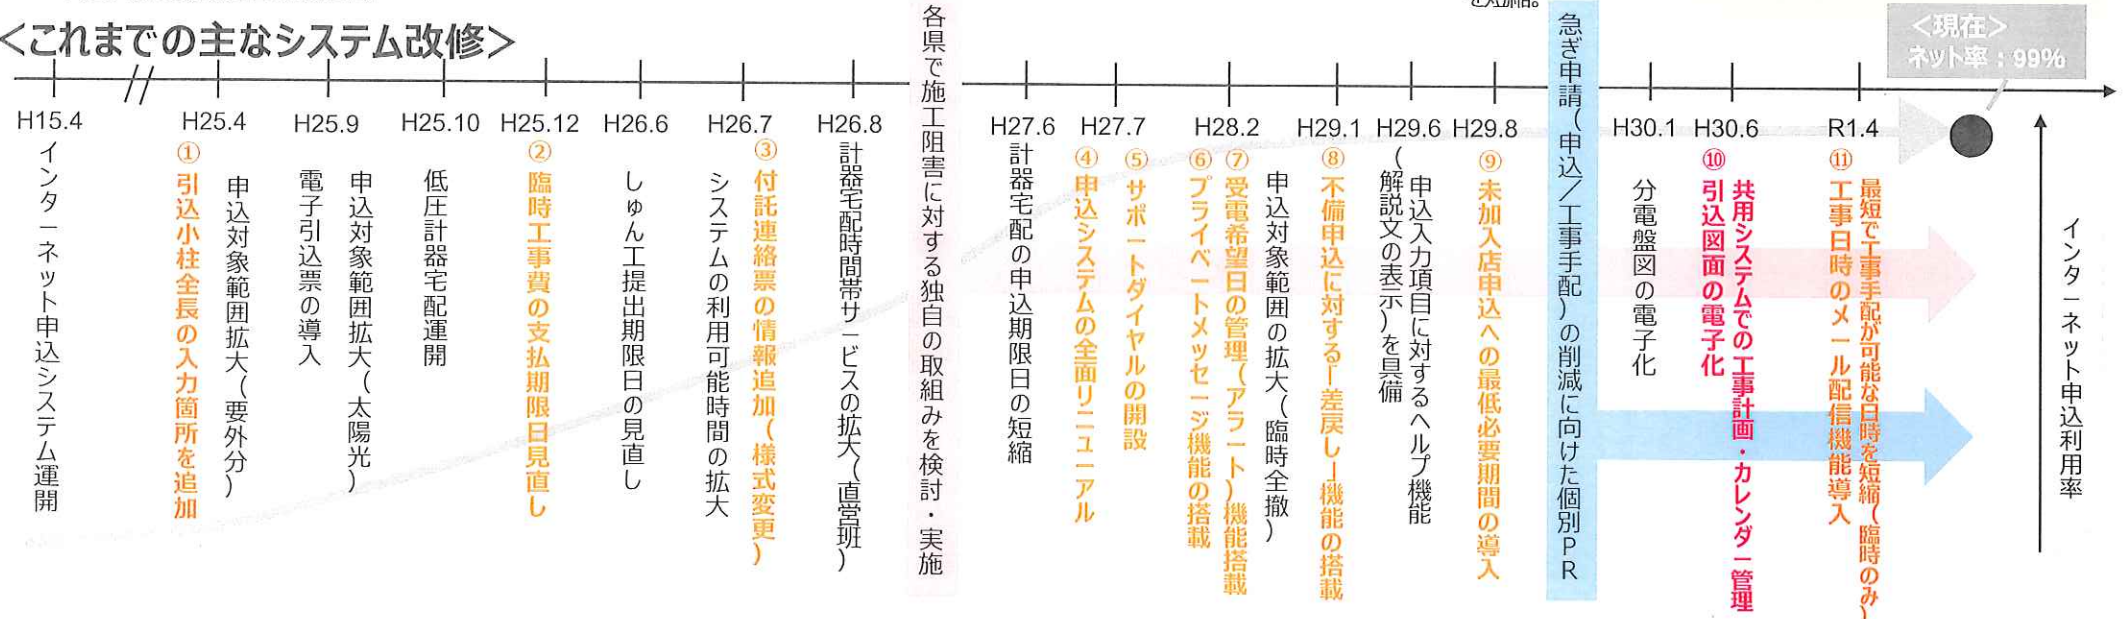 を短縮。
＜これまでの主なシステム改修＞
＜現在＞
ネット率：99%
H15.4
インターネット申込システム運開
H25.4
①引込小柱全長の入力箇所を追加
申込対象範囲拡大（要外分）
H25.9
電子引込票の導入
申込対象範囲拡大（太陽光）
H25.10
低圧計器宅配運開
H25.12
②臨時工事費の支払期限日見直し
H26.6
しゅん工提出期限日の見直し
H26.7
システムの利用可能時間の拡大
③付託連絡票の情報追加（様式変更）
H26.8
計器宅配時間帯サービスの拡大（直営班）
各県で施工阻害に対する独自の取組みを検討・実施
H27.6
計器宅配の申込期限日の短縮
H27.7
④申込システムの全面リニューアル
⑤サポートダイヤルの開設
H28.2
⑥プライベートメッセージ機能の搭載
⑦受電希望日の管理（アラート）機能搭載
申込対象範囲の拡大（臨時全撤）
H29.1
⑧不備申込に対する「差戻し」機能の搭載
H29.6
申込入力項目に対するヘルプ機能
（解説文の表示）を具備
H29.8
⑨未加入店申込への最低必要期間の導入
急ぎ申請（申込／工事手配）の削減に向けた個別PR
H30.1
分電盤図の電子化
H30.6
⑩共用システムでの工事計画・カレンダー管理
引込図面の電子化
R1.4
⑪最短で工事手配が可能な日時を短縮（臨時のみ）
工事日時のメール配信機能導入
インターネット申込利用率